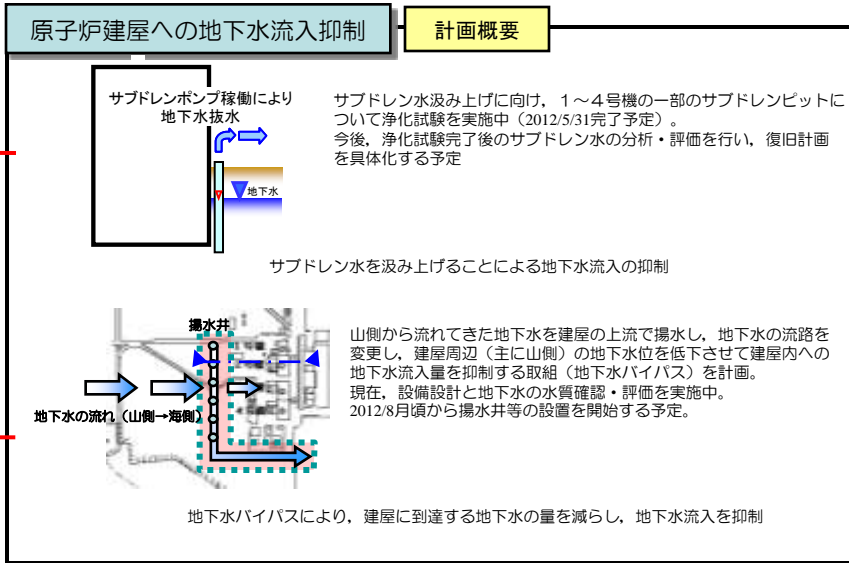 原子炉建屋への地下水流入抑制
計画概要
サブドレンポンプ稼働により
地下水抜水
地下水
サブドレン水汲み上げに向け，１～４号機の一部のサブドレンピットに
ついて浄化試験を実施中（2012/5/31完了予定）。
今後，浄化試験完了後のサブドレン水の分析・評価を行い，復旧計画
を具体化する予定
サブドレン水を汲み上げることによる地下水流入の抑制
揚水井
地下水の流れ（山側→海側）
山側から流れてきた地下水を建屋の上流で揚水し，地下水の流路を
変更し，建屋周辺（主に山側）の地下水位を低下させて建屋内への
地下水流入量を抑制する取組（地下水バイパス）を計画。
現在，設備設計と地下水の水質確認・評価を実施中。
2012/8月頃から揚水井等の設置を開始する予定。
地下水バイパスにより，建屋に到達する地下水の量を減らし，地下水流入を抑制